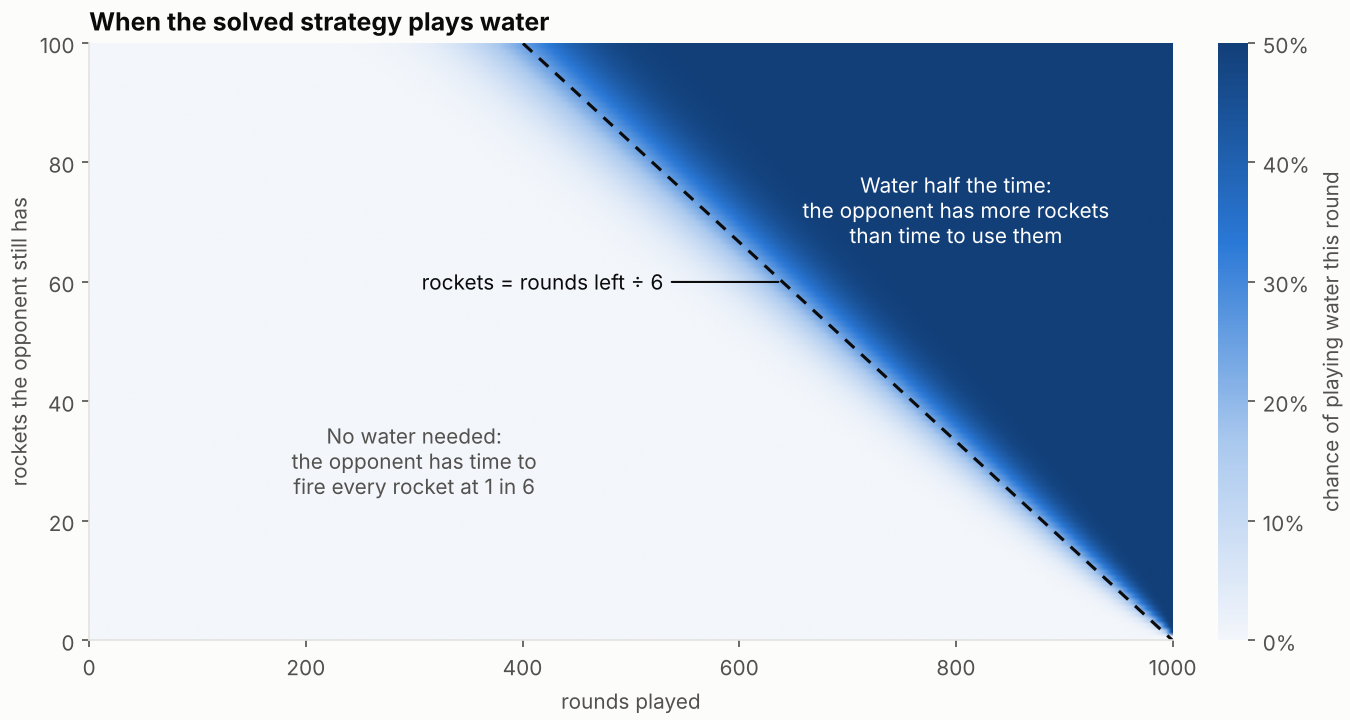 When the solved strategy plays water
100
80
60
40
20
0
rockets the opponent still has
0
200
400
600
800
1000
rounds played
Water half the time:
the opponent has more rockets
than time to use them
rockets = rounds left ÷ 6
No water needed:
the opponent has time to
fire every rocket at 1 in 6
50%
40%
30%
20%
10%
0%
chance of playing water this round